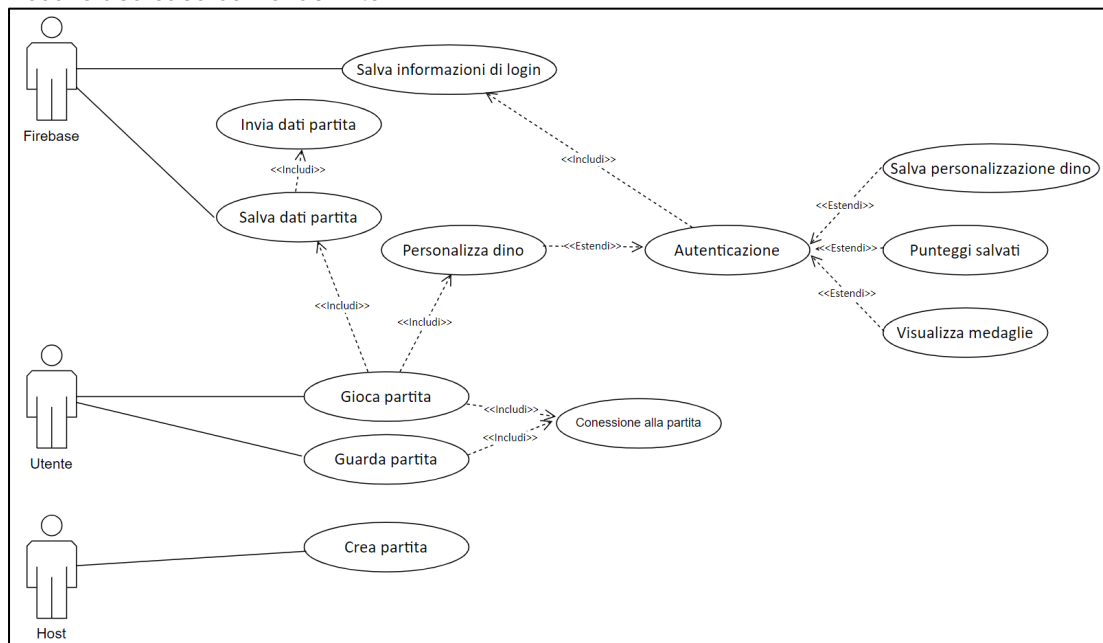 Salva informazioni di login
Firebase
Invia dati partita
<<Includi>>
<<Includi>>
Salva personalizzazione dino
<<Estendi>>
Salva dati partita
Personalizza dino
<<Estendi>>
Autenticazione
<<Estendi>>
Punteggi salvati
<<Includi>>
<<Includi>>
<<Estendi>>
Visualizza medaglie
Gioca partita
<<Includi>>
Conessione alla partita
<<Includi>>
Utente
Guarda partita
Crea partita
Host